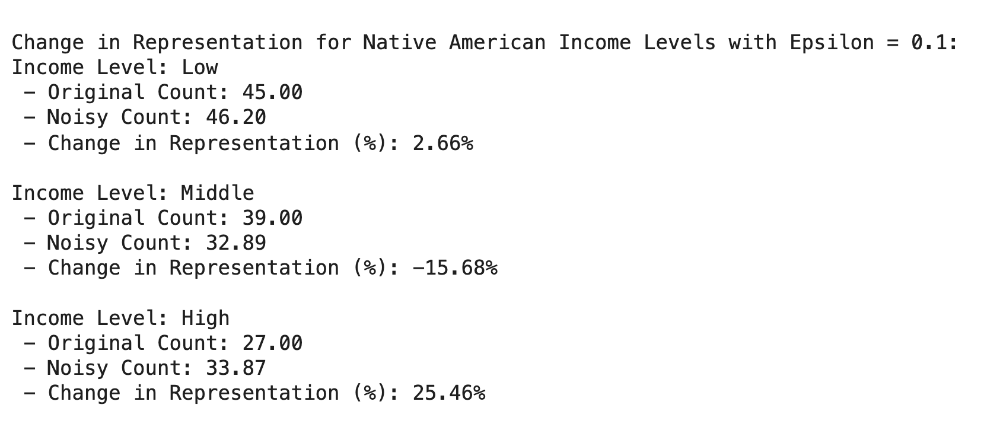 Change in Representation for Native American Income Levels with Epsilon = 0.1:
Income Level: Low
 - Original Count: 45.00
 - Noisy Count: 46.20
 - Change in Representation (%): 2.66%

Income Level: Middle
 - Original Count: 39.00
 - Noisy Count: 32.89
 - Change in Representation (%): -15.68%

Income Level: High
 - Original Count: 27.00
 - Noisy Count: 33.87
 - Change in Representation (%): 25.46%